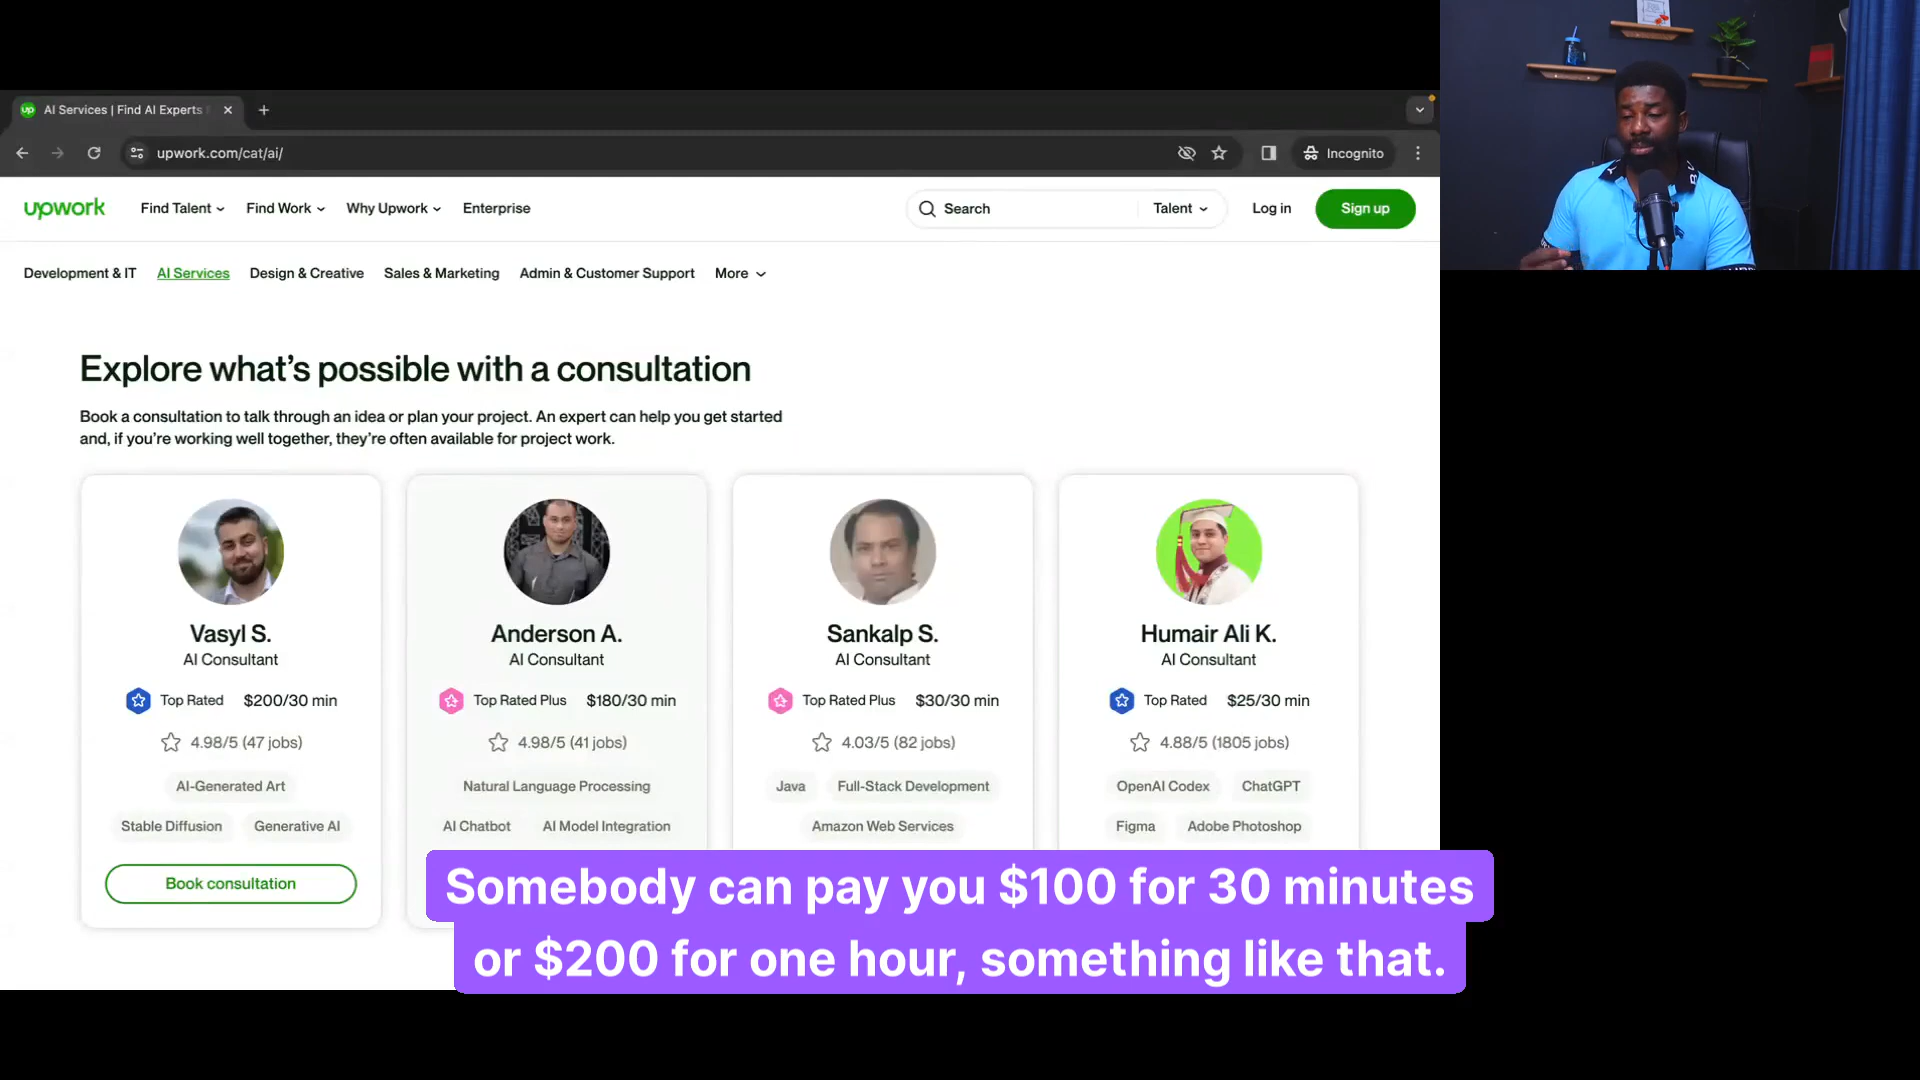 AI Services | Find AI Experts
upwork.com/cat/ai/
Incognito
upwork
Find Talent
Find Work
Why Upwork
Enterprise
Search
Talent
Log in
Sign up
Development & IT
AI Services
Design & Creative
Sales & Marketing
Admin & Customer Support
More
Explore what's possible with a consultation
Book a consultation to talk through an idea or plan your project. An expert can help you get started
and, if you're working well together, they're often available for project work.
Vasyl S.
AI Consultant
Top Rated
$200/30 min
4.98/5 (47 jobs)
AI-Generated Art
Stable Diffusion
Generative AI
Book consultation
Anderson A.
AI Consultant
Top Rated Plus
$180/30 min
4.98/5 (41 jobs)
Natural Language Processing
AI Chatbot
AI Model Integration
Sankalp S.
AI Consultant
Top Rated Plus
$30/30 min
4.03/5 (82 jobs)
Java
Full-Stack Development
Amazon Web Services
Humair Ali K.
AI Consultant
Top Rated
$25/30 min
4.88/5 (1805 jobs)
OpenAI Codex
ChatGPT
Figma
Adobe Photoshop
Somebody can pay you $100 for 30 minutes
or $200 for one hour, something like that.